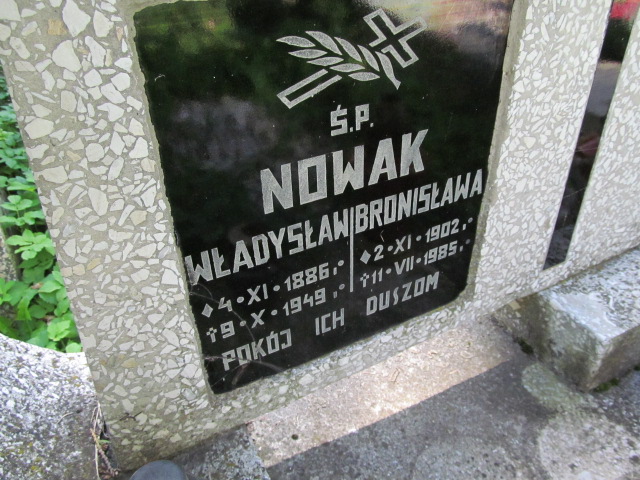 Ś.P.
NOWAK
WŁADYSŁAW BRONISŁAWA
4·XI·1886. 2·XI·1902.
†9·X·1949. †11·VII·1985.
POKÓJ ICH DUSZOM